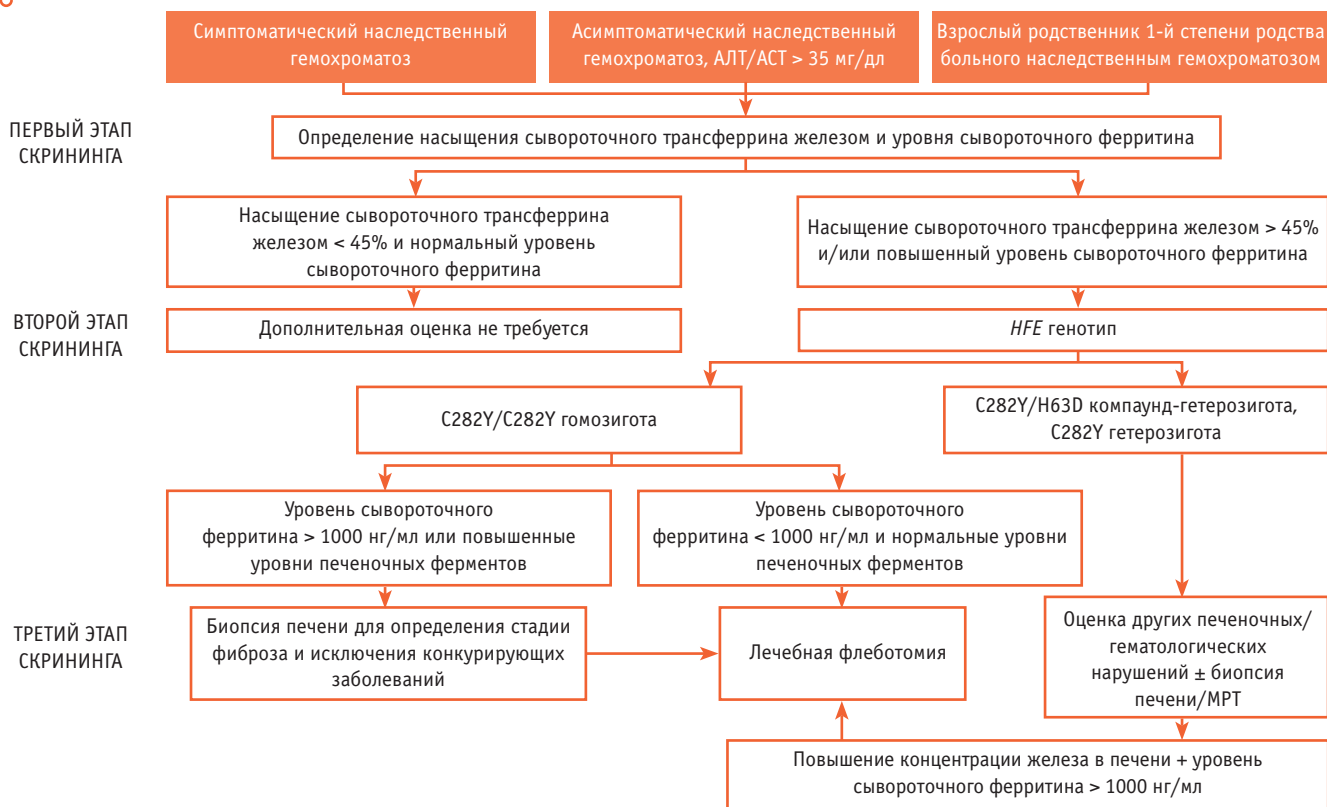 Симптоматический наследственный
гемохроматоз
Асимптоматический наследственный
гемохроматоз, АЛТ/АСТ > 35 мг/дл
Взрослый родственник 1-й степени родства
больного наследственным гемохроматозом
ПЕРВЫЙ ЭТАП
СКРИНИНГА
Определение насыщения сывороточного трансферрина железом и уровня сывороточного ферритина
Насыщение сывороточного трансферрина
железом < 45% и нормальный уровень
сывороточного ферритина
Насыщение сывороточного трансферрина железом > 45%
и/или повышенный уровень сывороточного ферритина
ВТОРОЙ ЭТАП
СКРИНИНГА
Дополнительная оценка не требуется
HFE генотип
C282Y/C282Y гомозигота
C282Y/H63D компаунд-гетерозигота,
C282Y гетерозигота
Уровень сывороточного
ферритина > 1000 нг/мл или повышенные
уровни печеночных ферментов
Уровень сывороточного
ферритина < 1000 нг/мл и нормальные уровни
печеночных ферментов
ТРЕТИЙ ЭТАП
СКРИНИНГА
Биопсия печени для определения стадии
фиброза и исключения конкурирующих
заболеваний
Лечебная флеботомия
Оценка других печеночных/
гематологических
нарушений ± биопсия
печени/МРТ
Повышение концентрации железа в печени + уровень
сывороточного ферритина > 1000 нг/мл